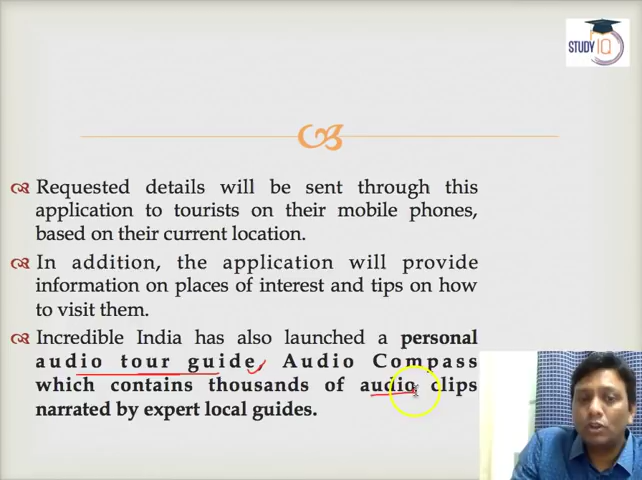 STUDY IQ
Requested details will be sent through this
application to tourists on their mobile phones,
based on their current location.
In addition, the application will provide
information on places of interest and tips on how
to visit them.
Incredible India has also launched a personal
audio tour guide, Audio Compass
which contains thousands of audio clips
narrated by expert local guides.